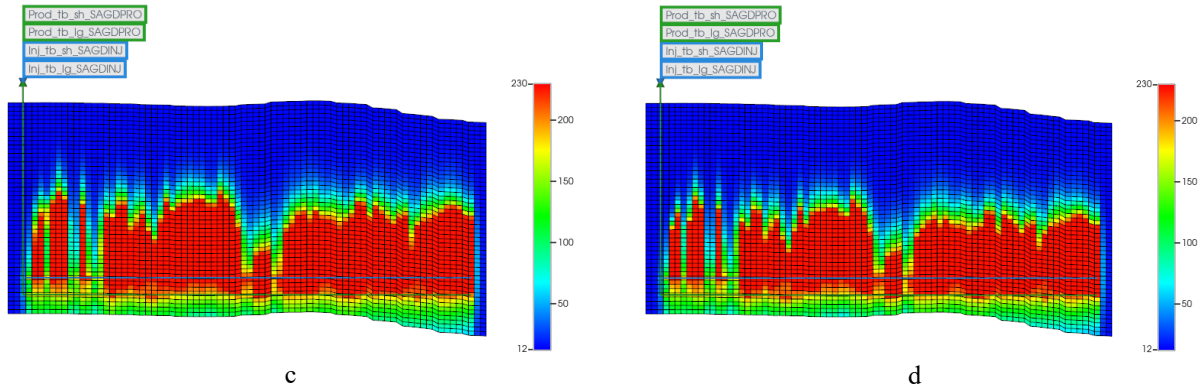 Prod_tb_sh_SAGDPRO
Prod_tb_lg_SAGDPRO
Inj_tb_sh_SAGDINJ
Inj_tb_lg_SAGDINJ
230
200
150
100
50
12
c
Prod_tb_sh_SAGDPRO
Prod_tb_lg_SAGDPRO
Inj_tb_sh_SAGDINJ
Inj_tb_lg_SAGDINJ
230
200
150
100
50
12
d